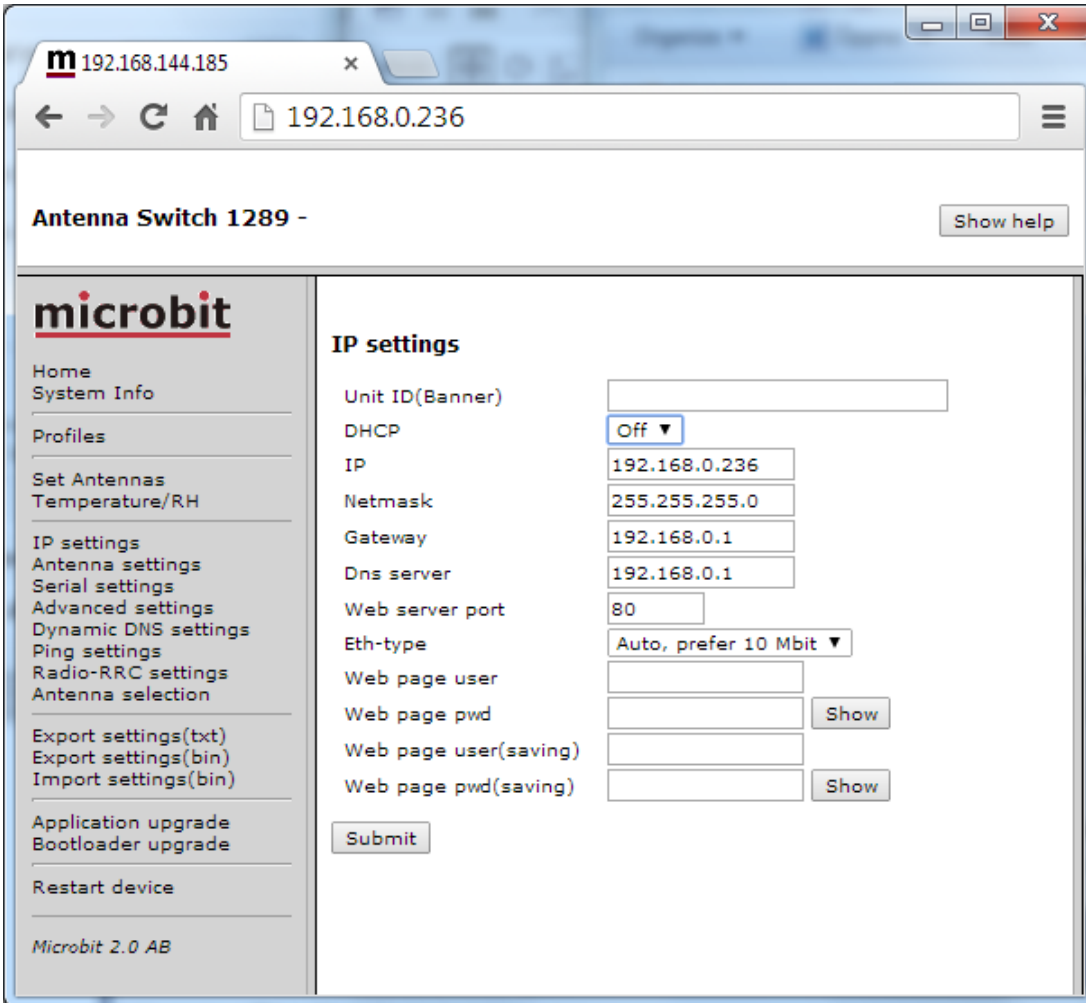 192.168.144.185
192.168.0.236
Antenna Switch 1289 -
Show help
microbit
Home
System Info
Profiles
Set Antennas
Temperature/RH
IP settings
Antenna settings
Serial settings
Advanced settings
Dynamic DNS settings
Ping settings
Radio-RRC settings
Antenna selection
Export settings(txt)
Export settings(bin)
Import settings(bin)
Application upgrade
Bootloader upgrade
Restart device
Microbit 2.0 AB
IP settings
Unit ID(Banner)
DHCP Off
IP 192.168.0.236
Netmask 255.255.255.0
Gateway 192.168.0.1
Dns server 192.168.0.1
Web server port 80
Eth-type Auto, prefer 10 Mbit
Web page user
Web page pwd Show
Web page user(saving)
Web page pwd(saving) Show
Submit